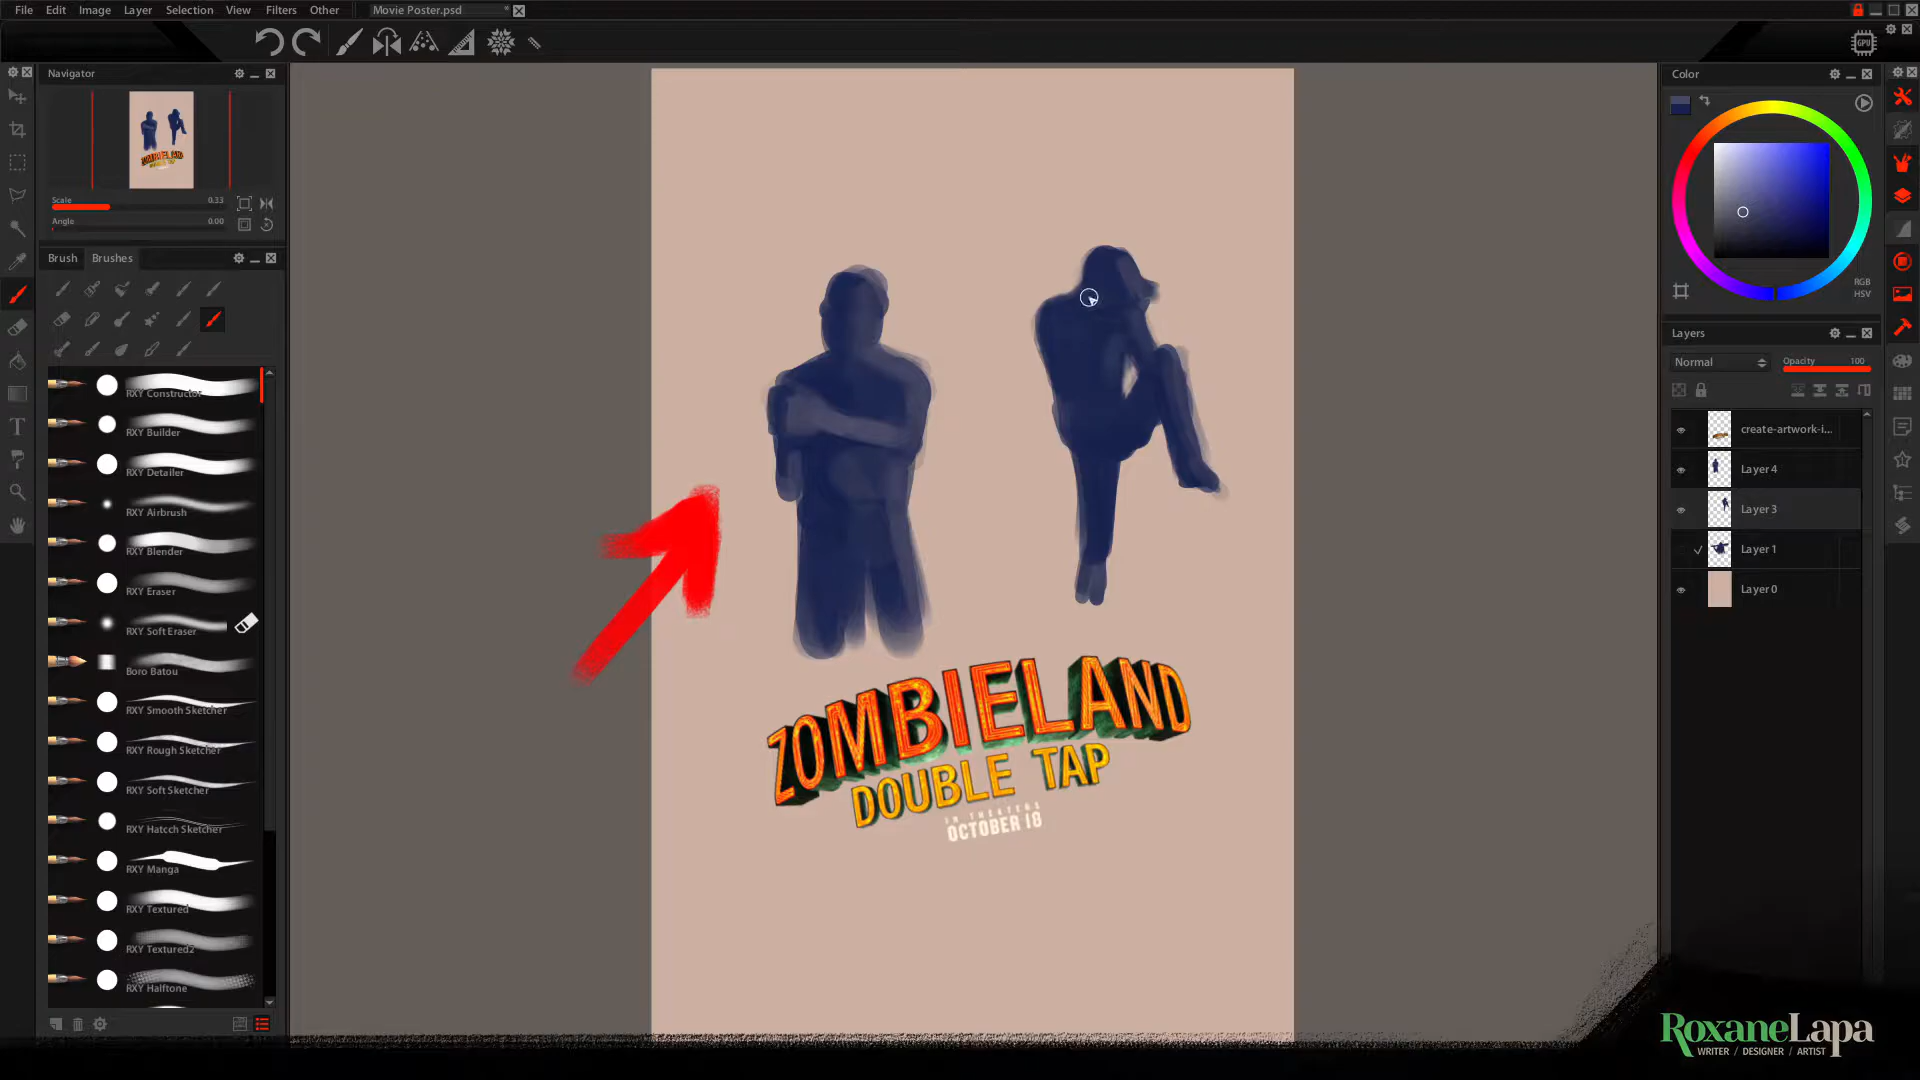 File Edit Image Layer Selection View Filters Other
Movie Poster.psd *
GPU
Navigator
Scale 0.33
Angle 0.00
Brush Brushes
RXY Constructor
RXY Builder
RXY Detailer
RXY Airbrush
RXY Blender
RXY Eraser
RXY Soft Eraser
Boro Batou
RXY Smooth Sketcher
RXY Rough Sketcher
RXY Soft Sketcher
RXY Hatcch Sketcher
RXY Manga
RXY Textured
RXY Textured2
RXY Halftone
ZOMBIELAND
DOUBLE TAP
IN THEATERS
OCTOBER 18
Color
RGB
HSV
Layers
Normal Opacity 100
create-artwork-i...
Layer 4
Layer 3
Layer 1
Layer 0
RoxaneLapa
WRITER / DESIGNER / ARTIST